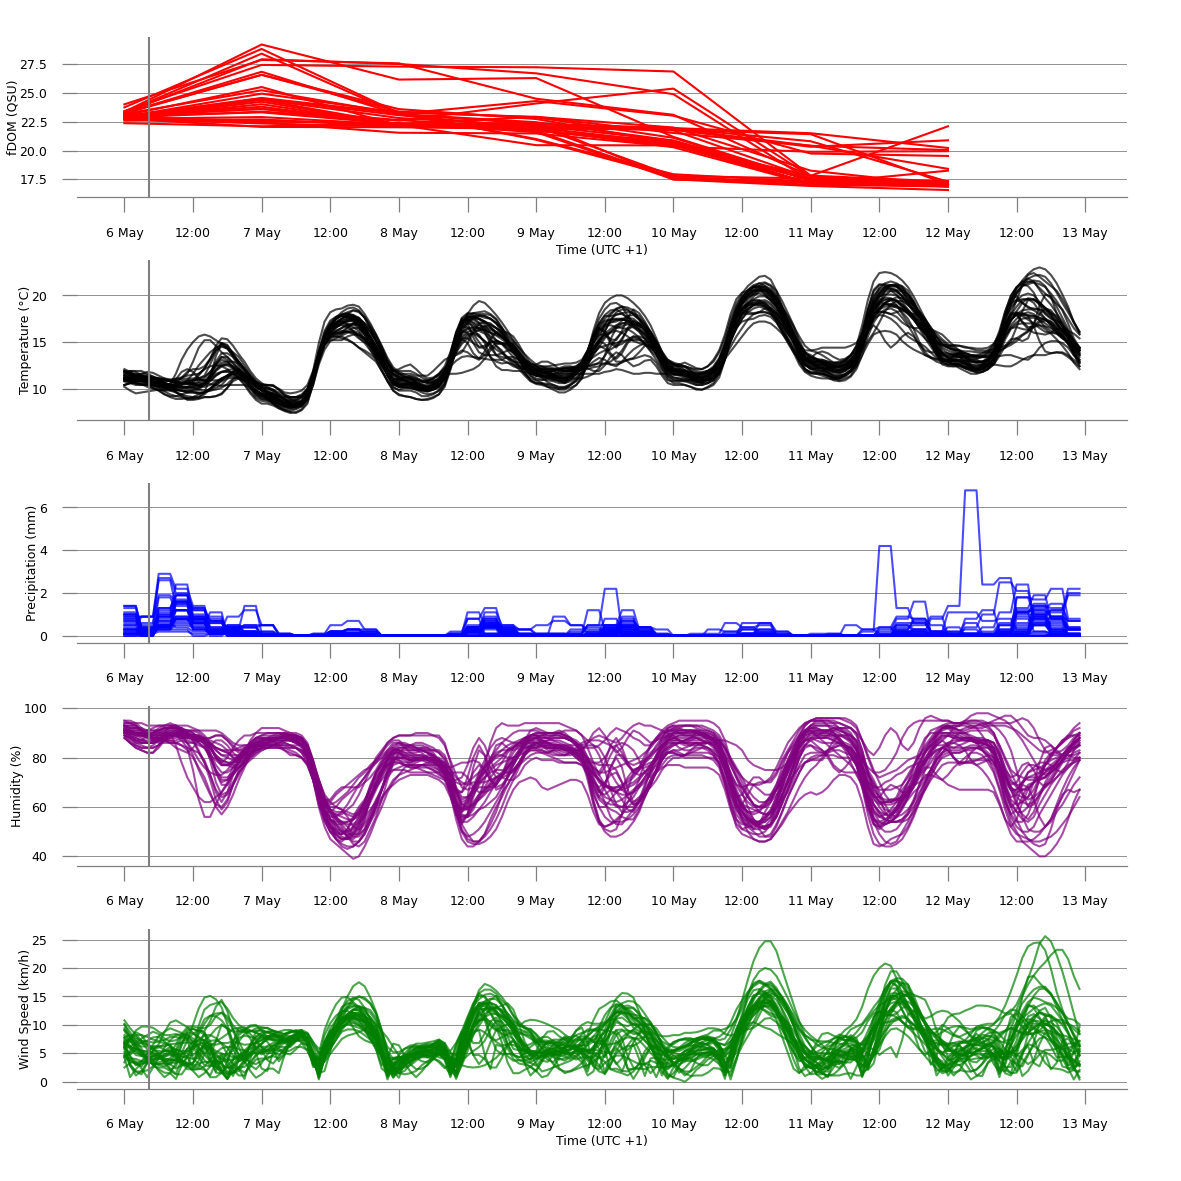 27.5
25.0
22.5
20.0
17.5
fDOM (QSU)
6 May 12:00 7 May 12:00 8 May 12:00 9 May 12:00 10 May 12:00 11 May 12:00 12 May 12:00 13 May
Time (UTC +1)
20
15
10
Temperature (°C)
6 May 12:00 7 May 12:00 8 May 12:00 9 May 12:00 10 May 12:00 11 May 12:00 12 May 12:00 13 May
6
4
2
0
Precipitation (mm)
6 May 12:00 7 May 12:00 8 May 12:00 9 May 12:00 10 May 12:00 11 May 12:00 12 May 12:00 13 May
100
80
60
40
Humidity (%)
6 May 12:00 7 May 12:00 8 May 12:00 9 May 12:00 10 May 12:00 11 May 12:00 12 May 12:00 13 May
25
20
15
10
5
0
Wind Speed (km/h)
6 May 12:00 7 May 12:00 8 May 12:00 9 May 12:00 10 May 12:00 11 May 12:00 12 May 12:00 13 May
Time (UTC +1)